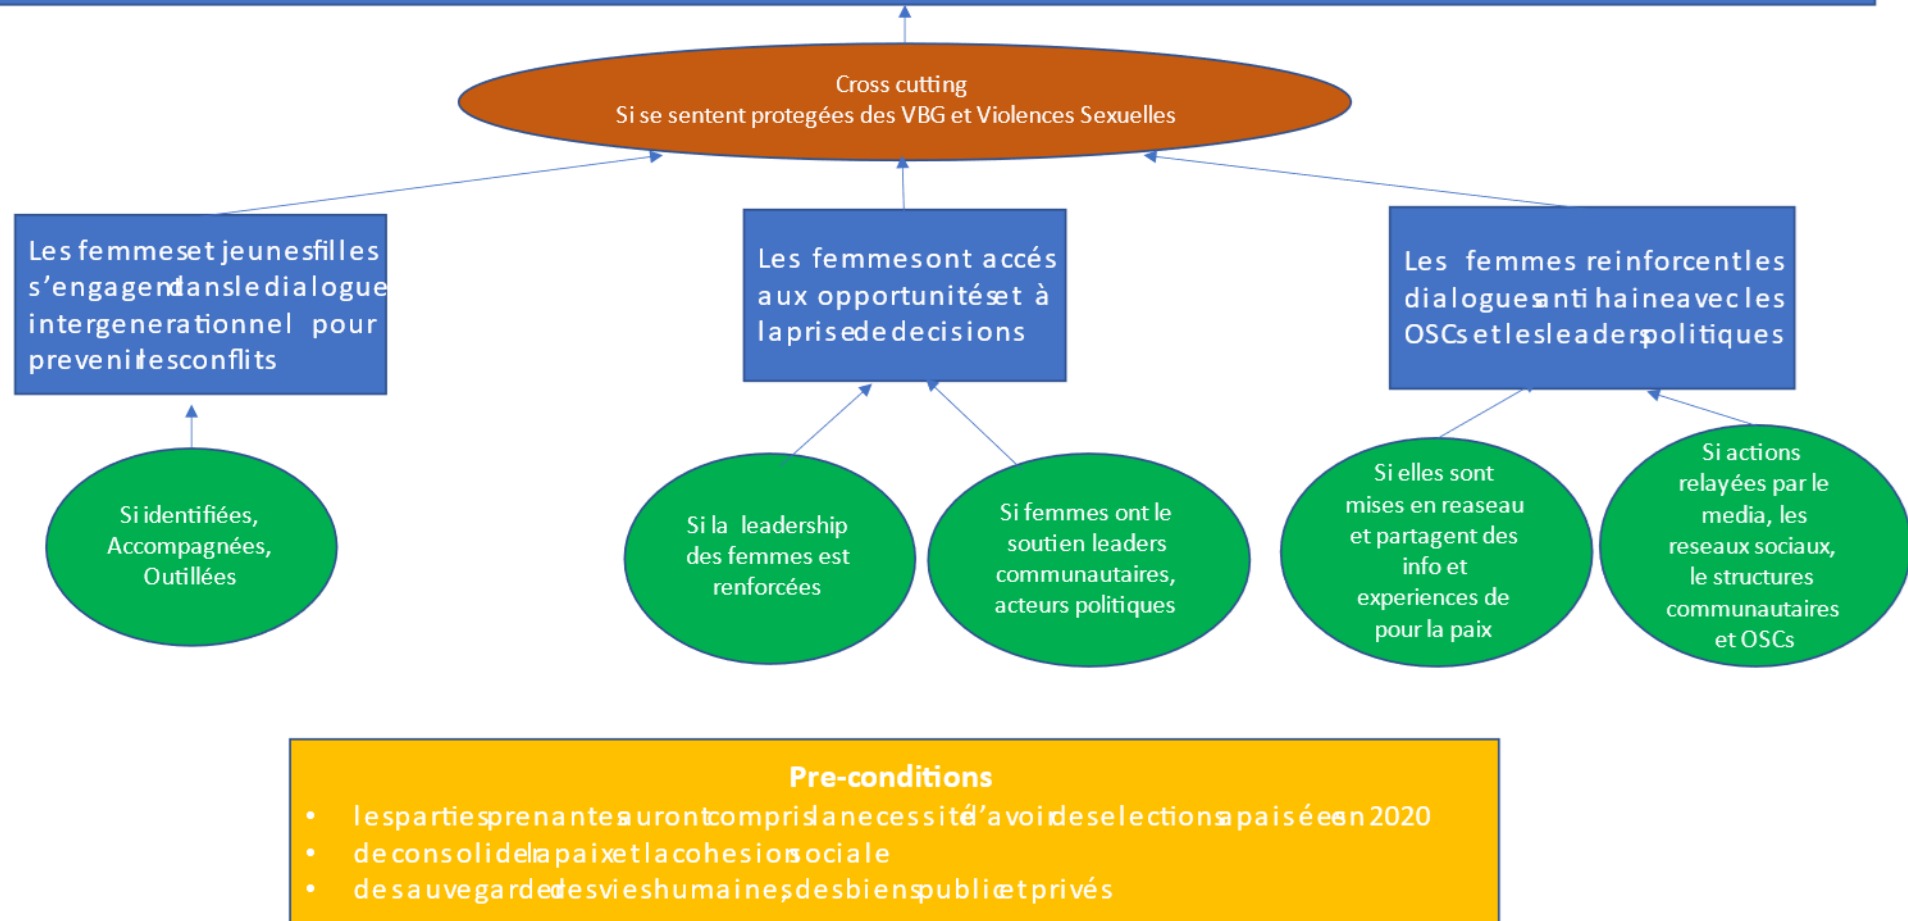 Cross cutting
Si se sentent protegées des VBG et Violences Sexuelles
Les femmes et jeunes filles
s'engagent dans le dialogue
intergenerationnel pour
prevenir les conflits
Les femmes ont accés
aux opportunités et à
la prise de decisions
Les femmes reinforcent les
dialogues anti haine avec les
OSCs et les leaders politiques
Si identifiées,
Accompagnées,
Outillées
Si la leadership
des femmes est
renforcées
Si femmes ont le
soutien leaders
communautaires,
acteurs politiques
Si elles sont
mises en reaseau
et partagent des
info et
experiences de
pour la paix
Si actions
relayées par le
media, les
reseaux sociaux,
le structures
communautaires
et OSCs
Pre-conditions
• les parties prenantes auront compris la necessité d'avoir des elections apaisées en 2020
• de consolider la paix et la cohesion sociale
• de sauvegarder des vies humaines, des biens public et privés